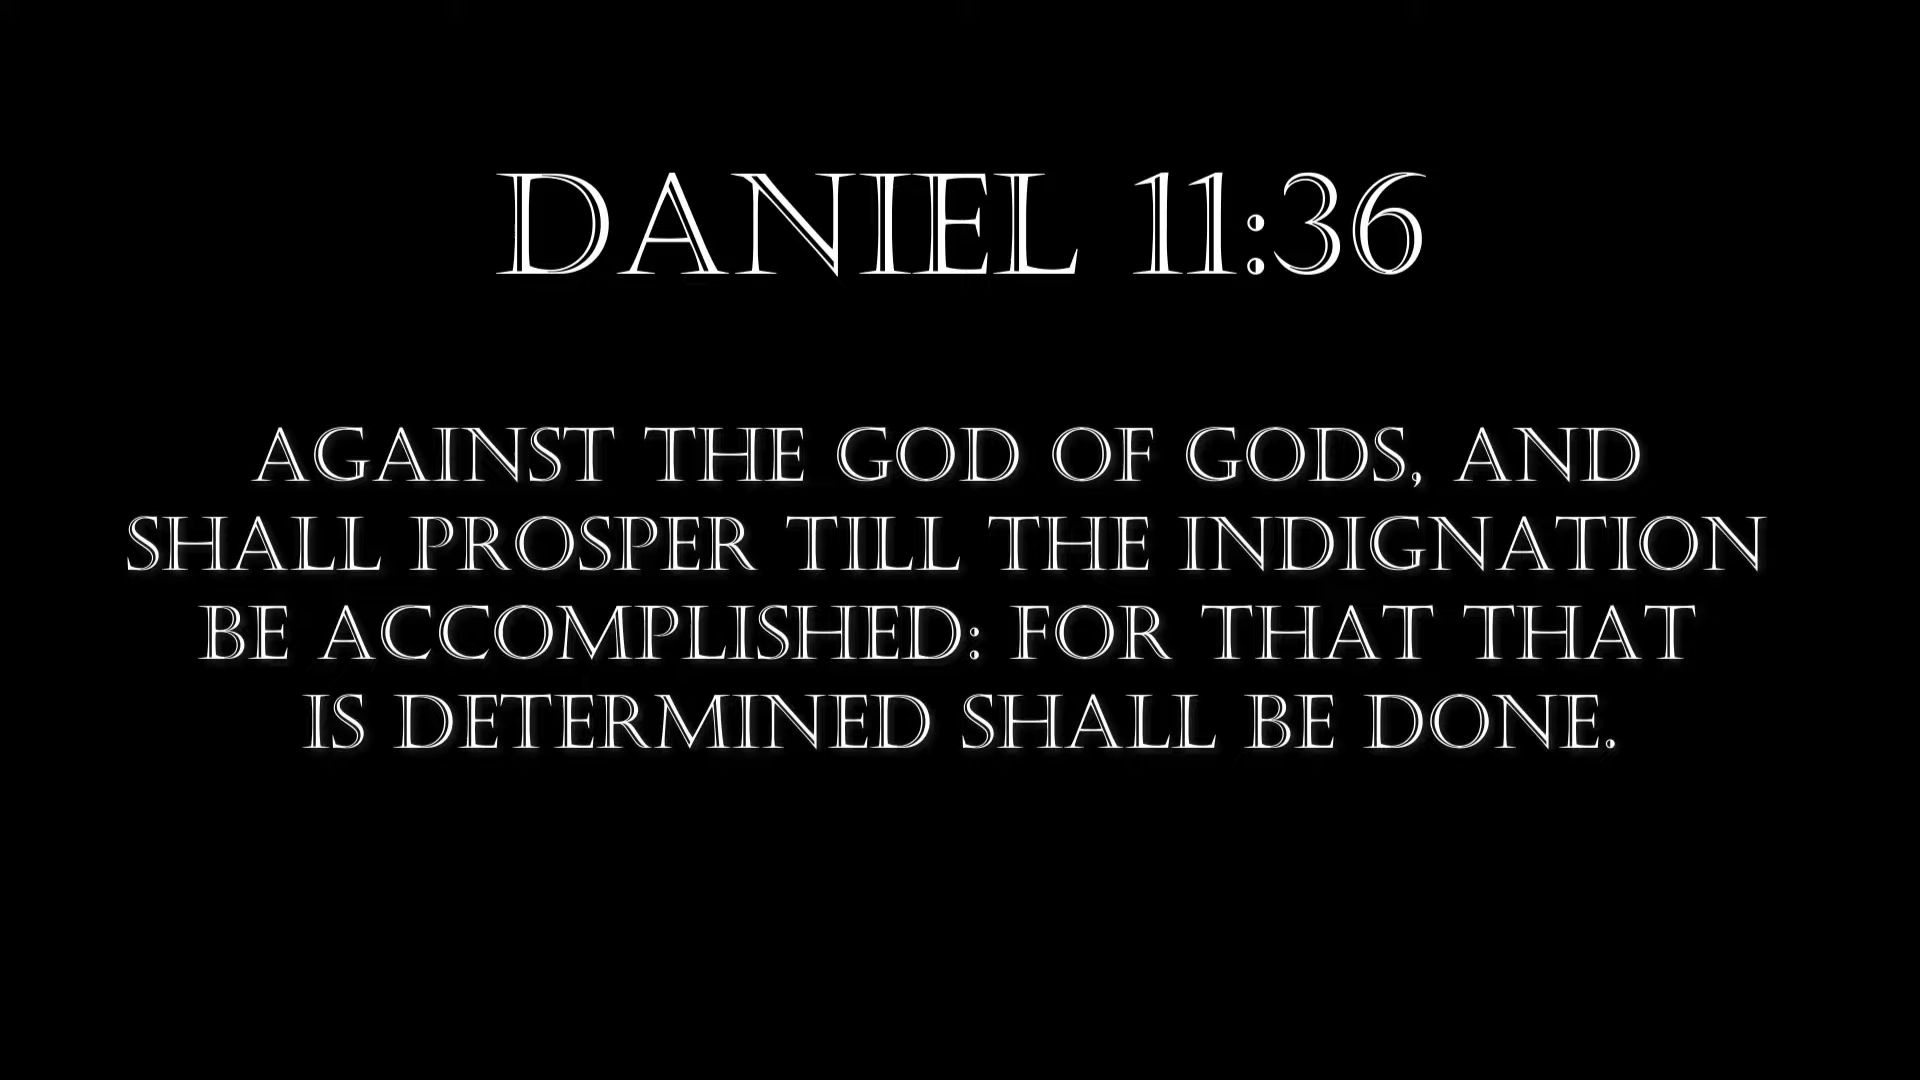 DANIEL 11:36
AGAINST THE GOD OF GODS, AND
SHALL PROSPER TILL THE INDIGNATION
BE ACCOMPLISHED: FOR THAT THAT
IS DETERMINED SHALL BE DONE.